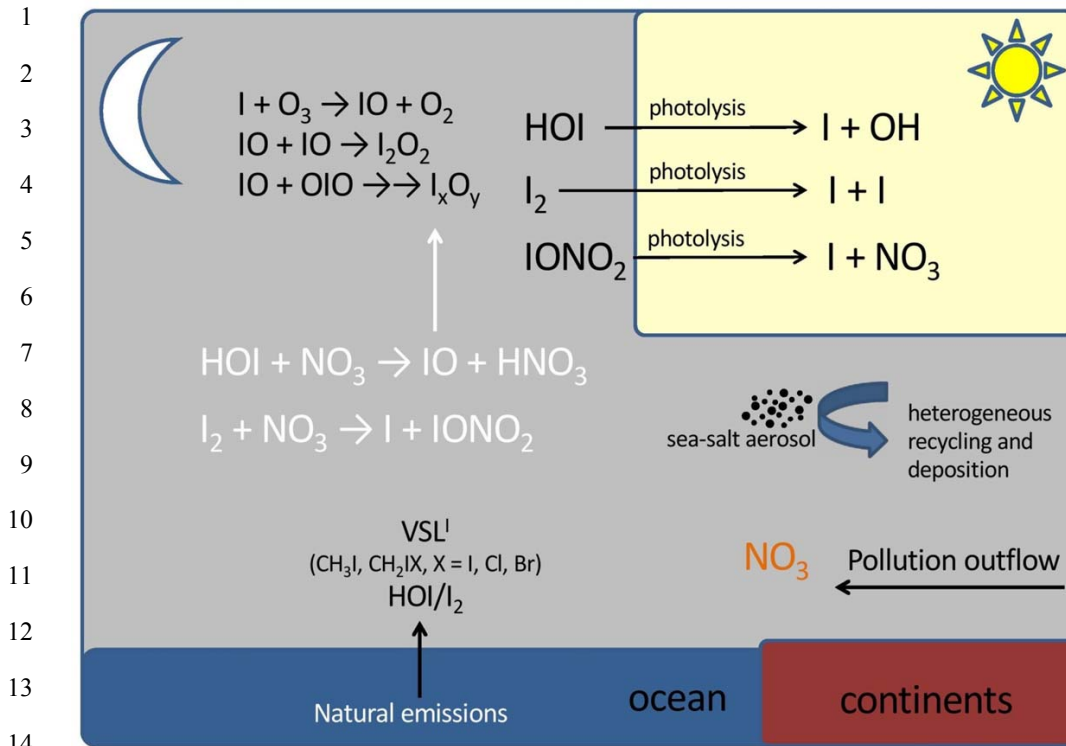 1
2
3
4
5
6
7
8
9
10
11
12
13
14
I + O₃ → IO + O₂
IO + IO → I₂O₂
IO + OIO →→ IₓOᵧ
HOI photolysis I + OH
I₂ photolysis I + I
IONO₂ photolysis I + NO₃
HOI + NO₃ → IO + HNO₃
I₂ + NO₃ → I + IONO₂
sea-salt aerosol
heterogeneous
recycling and
deposition
VSLᴵ
(CH₃I, CH₂IX, X = I, Cl, Br)
HOI/I₂
NO₃ Pollution outflow
Natural emissions
ocean
continents